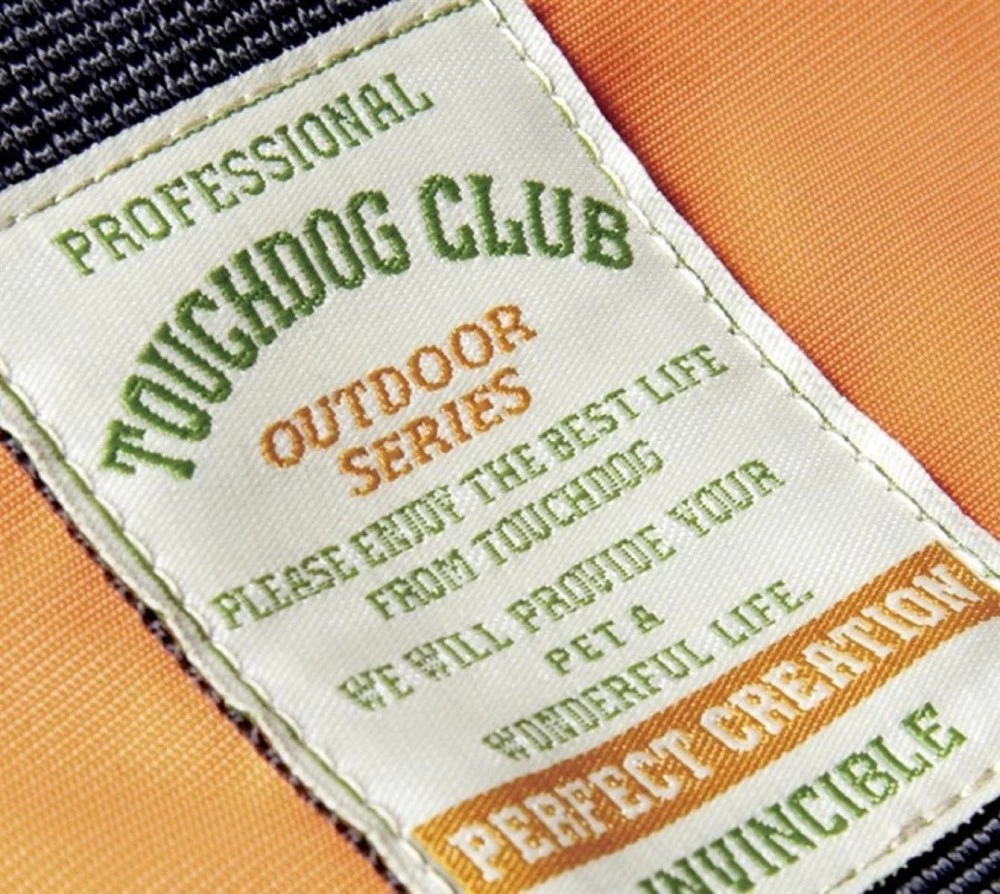 PROFESSIONAL
TOUCHDOG CLUB
OUTDOOR
SERIES
PLEASE ENJOY THE BEST LIFE
FROM TOUCHDOG
WE WILL PROVIDE YOUR
PET A
WONDERFUL LIFE.
PERFECT CREATION
INVINCIBLE